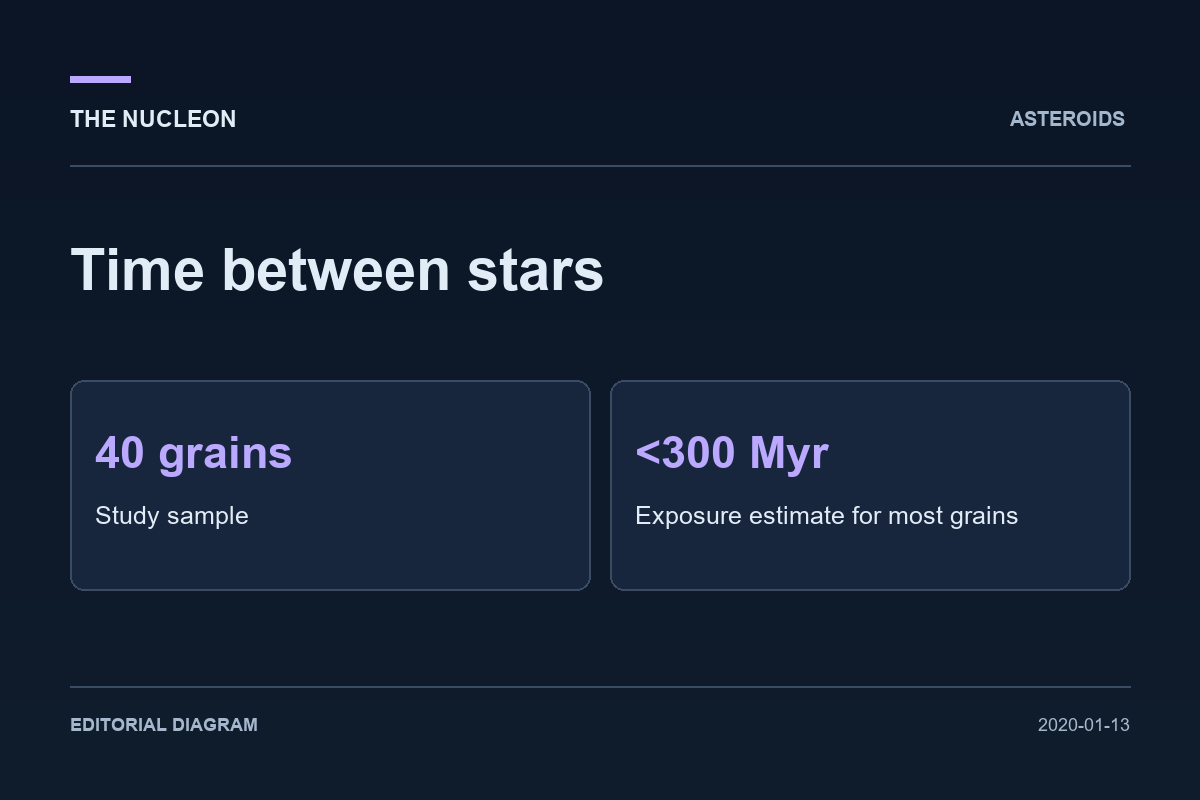 THE NUCLEON
ASTEROIDS
Time between stars
40 grains
Study sample
<300 Myr
Exposure estimate for most grains
EDITORIAL DIAGRAM
2020-01-13